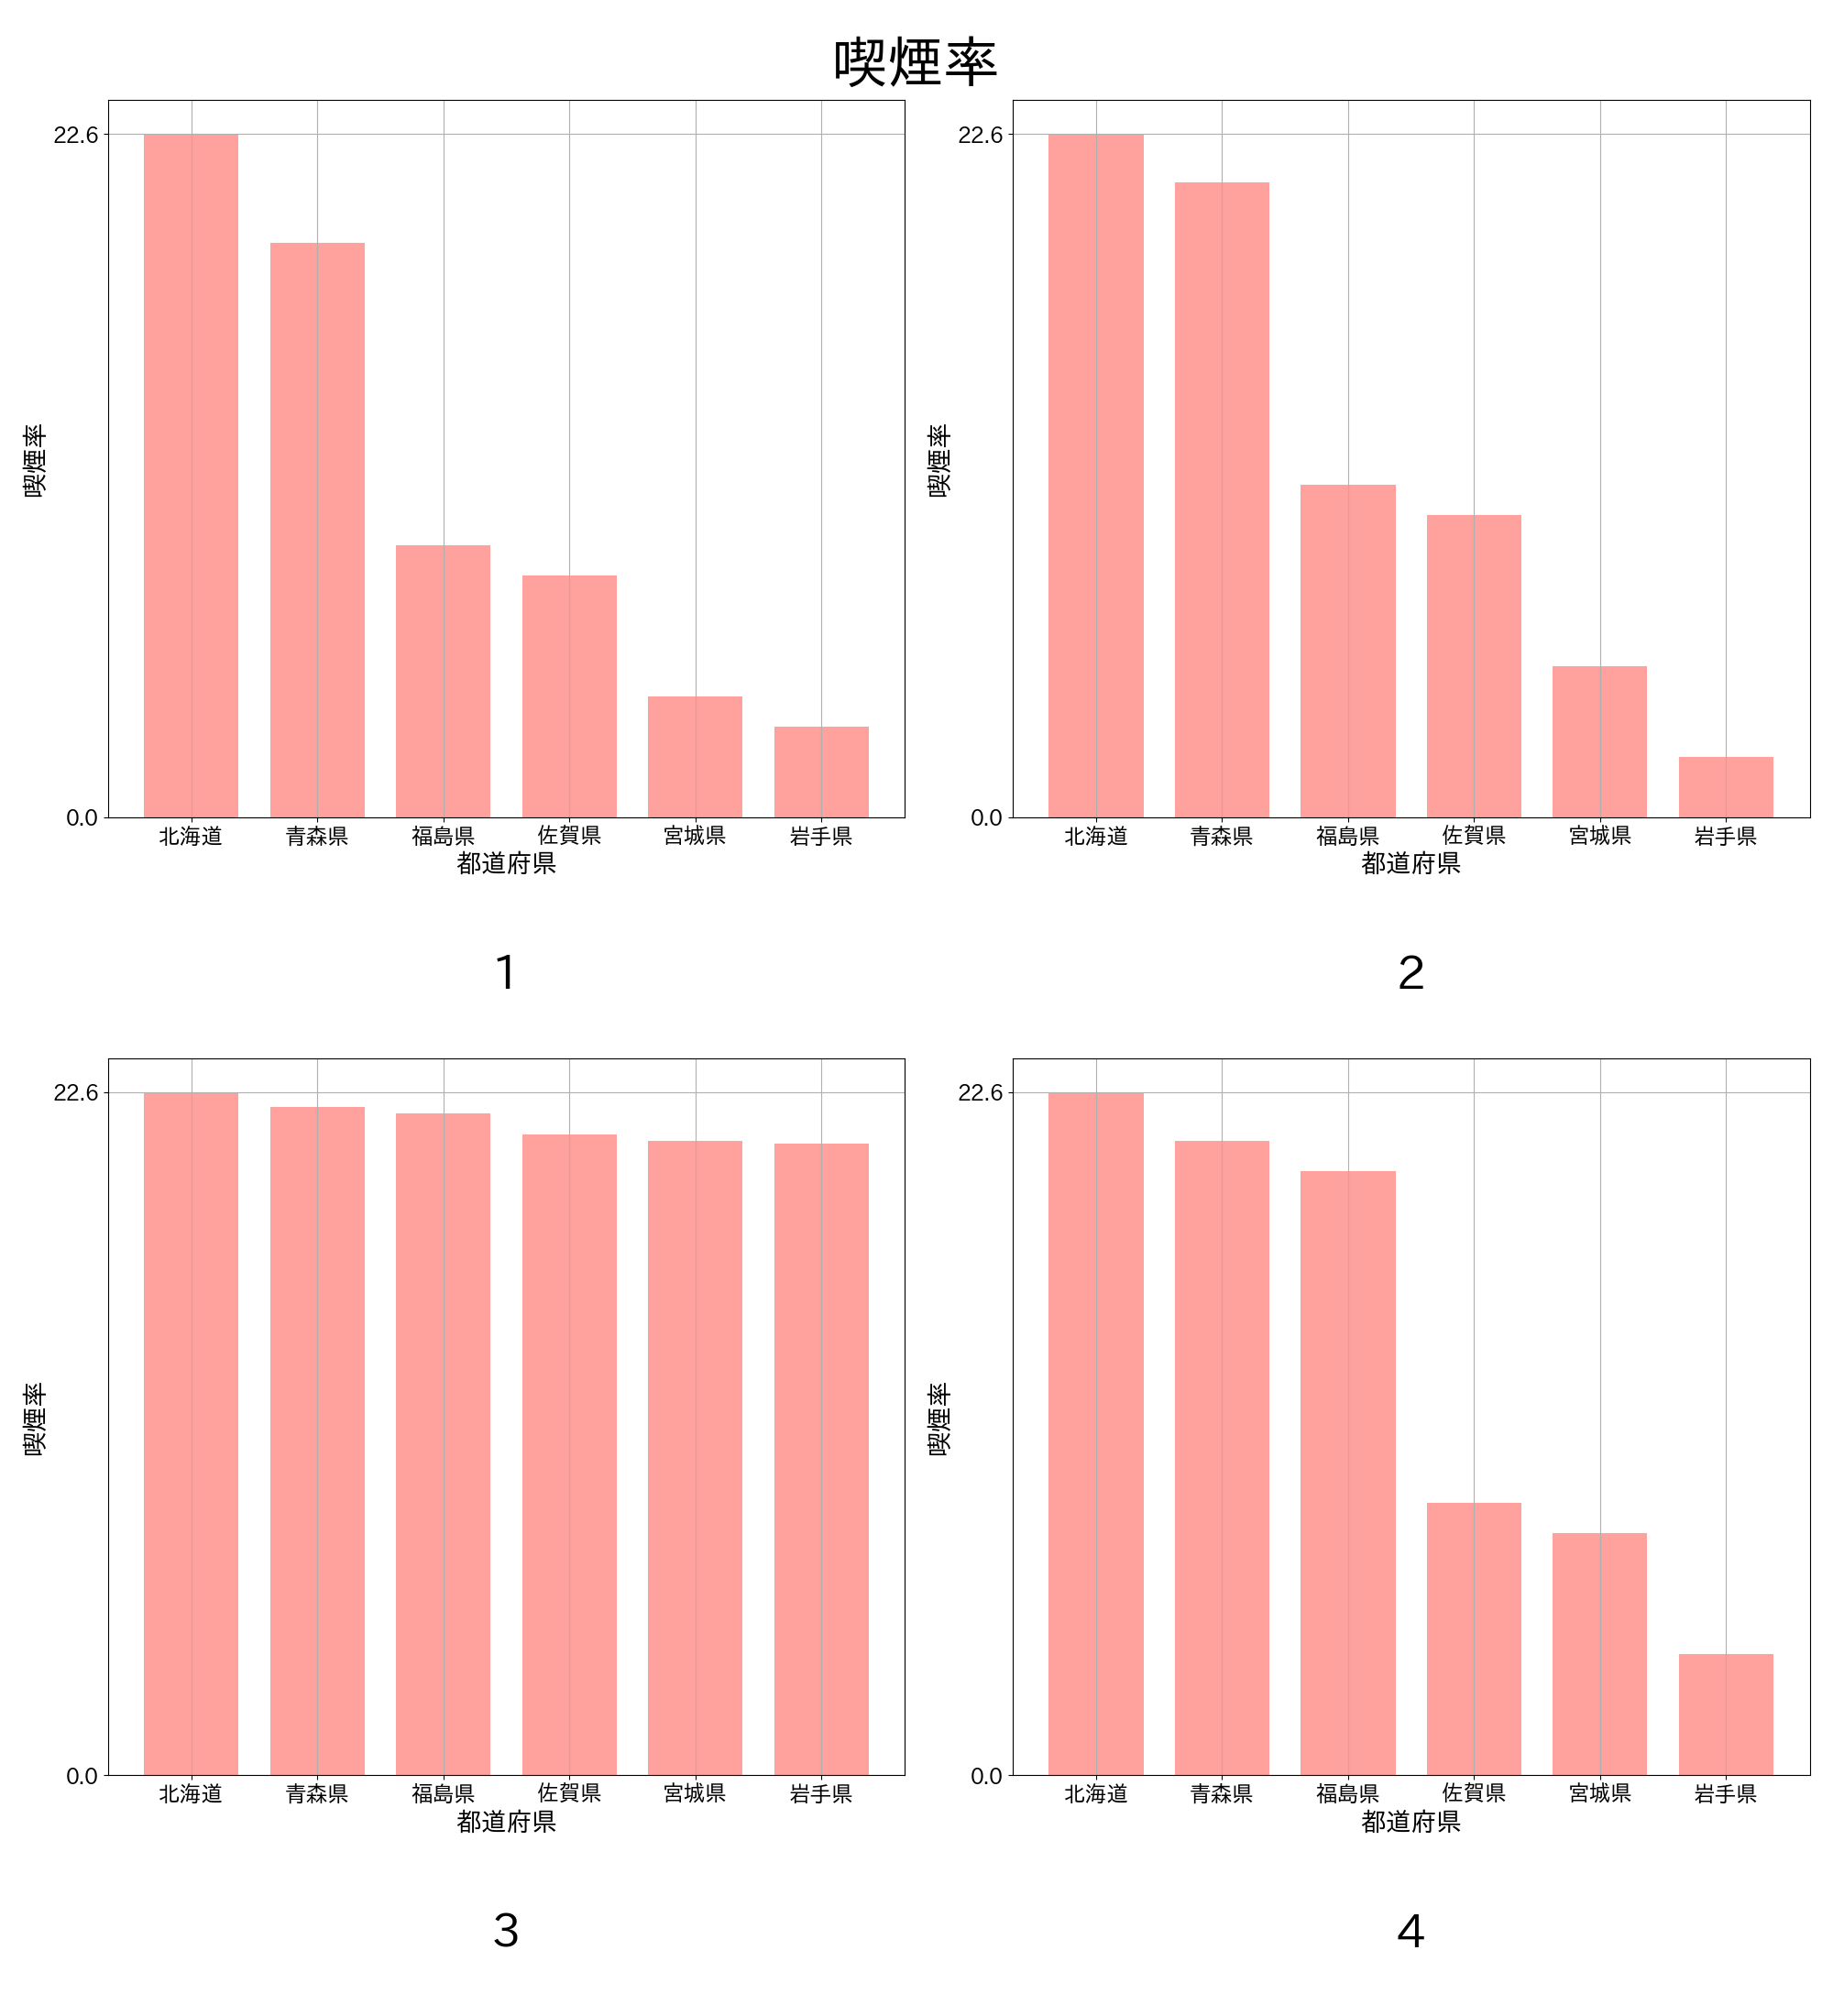 喫煙率
22.6
喫煙率
0.0
北海道 青森県 福島県 佐賀県 宮城県 岩手県
都道府県
1
22.6
喫煙率
0.0
北海道 青森県 福島県 佐賀県 宮城県 岩手県
都道府県
2
22.6
喫煙率
0.0
北海道 青森県 福島県 佐賀県 宮城県 岩手県
都道府県
3
22.6
喫煙率
0.0
北海道 青森県 福島県 佐賀県 宮城県 岩手県
都道府県
4